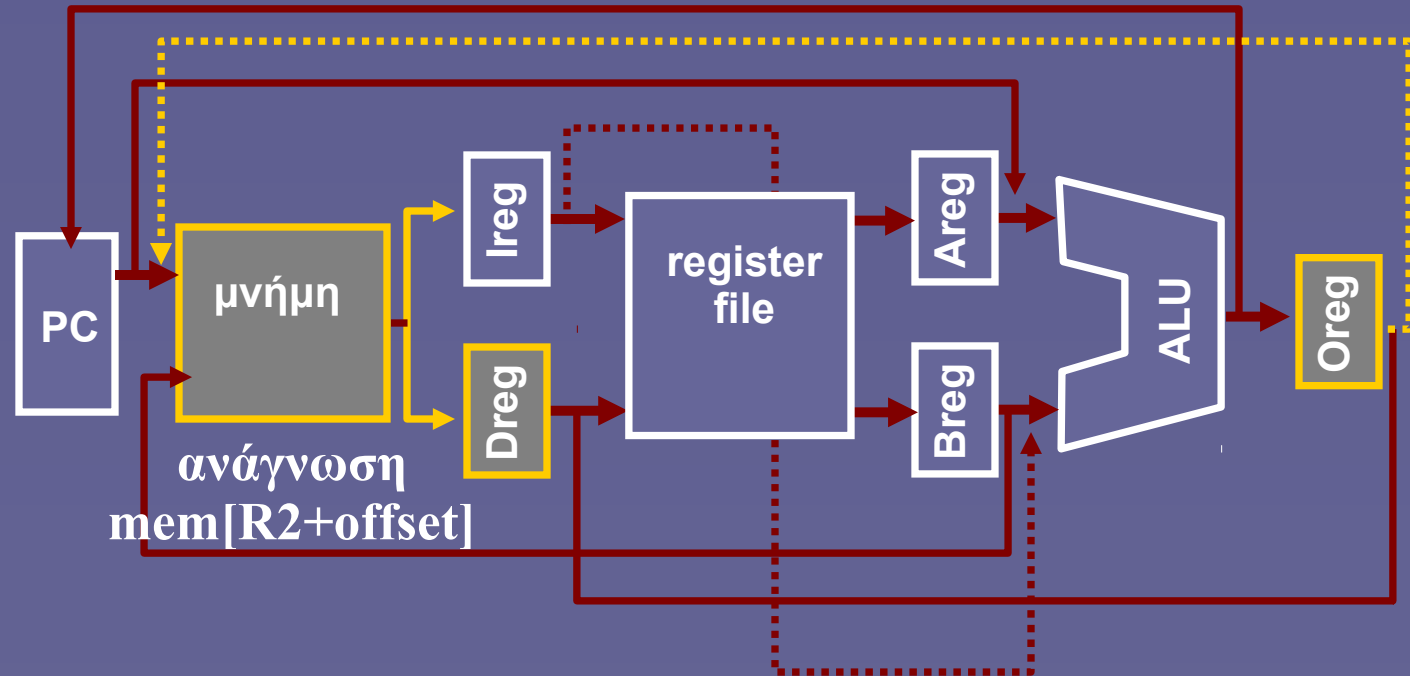 PC
μνήμη
ανάγνωση
mem[R2+offset]
Ireg
Dreg
register
file
Areg
Breg
ALU
Oreg